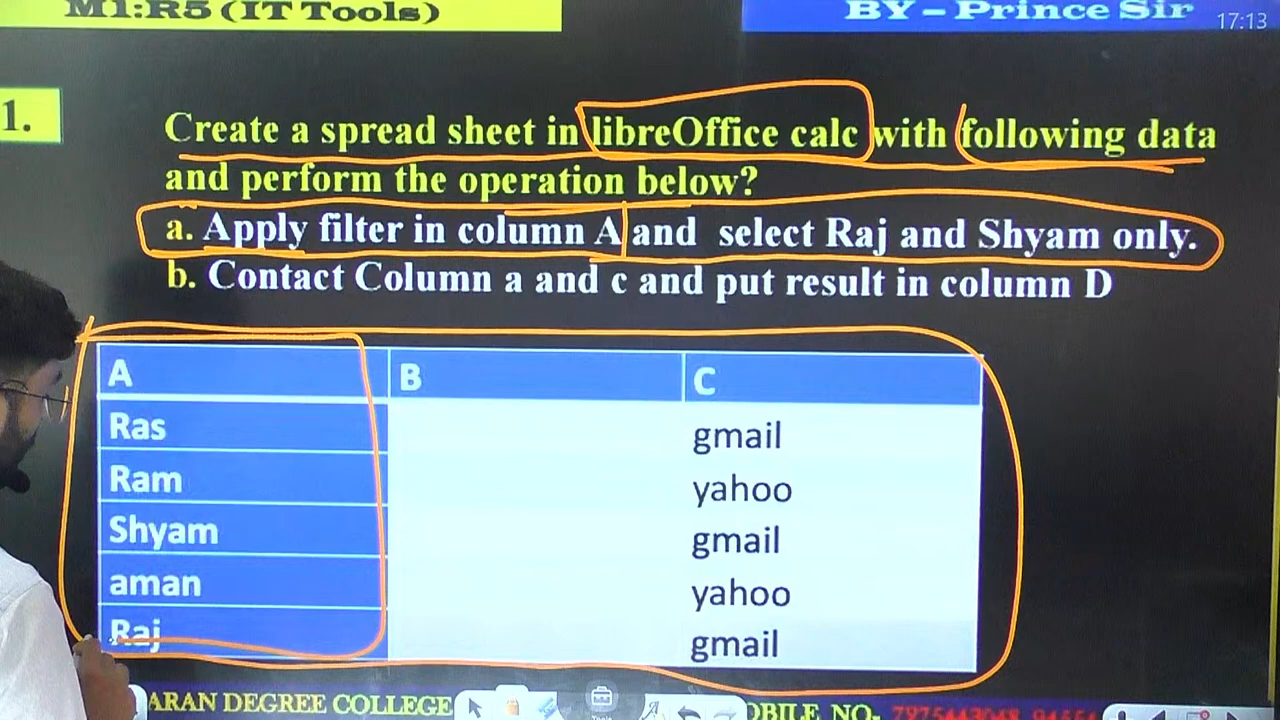 M1:R5 (IT Tools)
BY – Prince Sir
17:13
1.
Create a spread sheet in libreOffice calc with following data
and perform the operation below?
a. Apply filter in column A and select Raj and Shyam only.
b. Contact Column a and c and put result in column D
A B C
Ras gmail
Ram yahoo
Shyam gmail
aman yahoo
Raj gmail
ARAN DEGREE COLLEGE
Tools
OBILE NO-